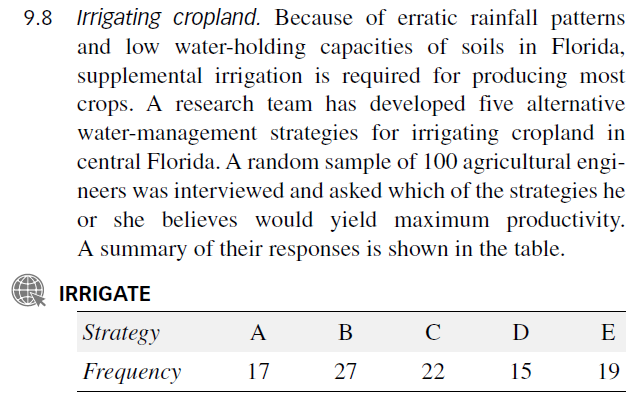 9.8 Irrigating cropland. Because of erratic rainfall patterns
and low water-holding capacities of soils in Florida,
supplemental irrigation is required for producing most
crops. A research team has developed five alternative
water-management strategies for irrigating cropland in
central Florida. A random sample of 100 agricultural engi-
neers was interviewed and asked which of the strategies he
or she believes would yield maximum productivity.
A summary of their responses is shown in the table.
IRRIGATE
Strategy A B C D E
Frequency 17 27 22 15 19